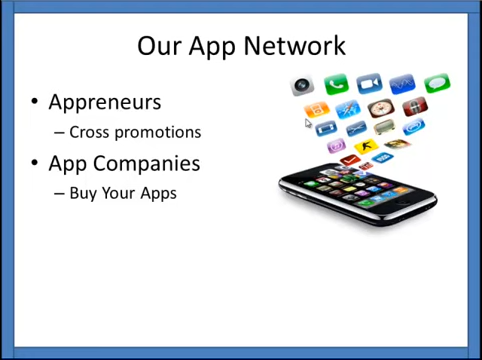 Our App Network
• Appreneurs
– Cross promotions
• App Companies
– Buy Your Apps